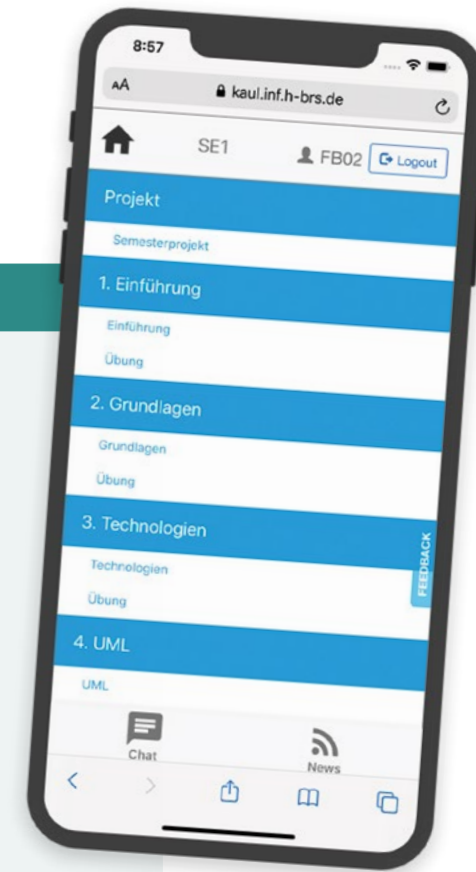 8:57
AA kaul.inf.h-brs.de
SE1 FB02 Logout
Projekt
Semesterprojekt
1. Einführung
Einführung
Übung
2. Grundlagen
Grundlagen
Übung
3. Technologien
Technologien
Übung
FEEDBACK
4. UML
UML
Chat News